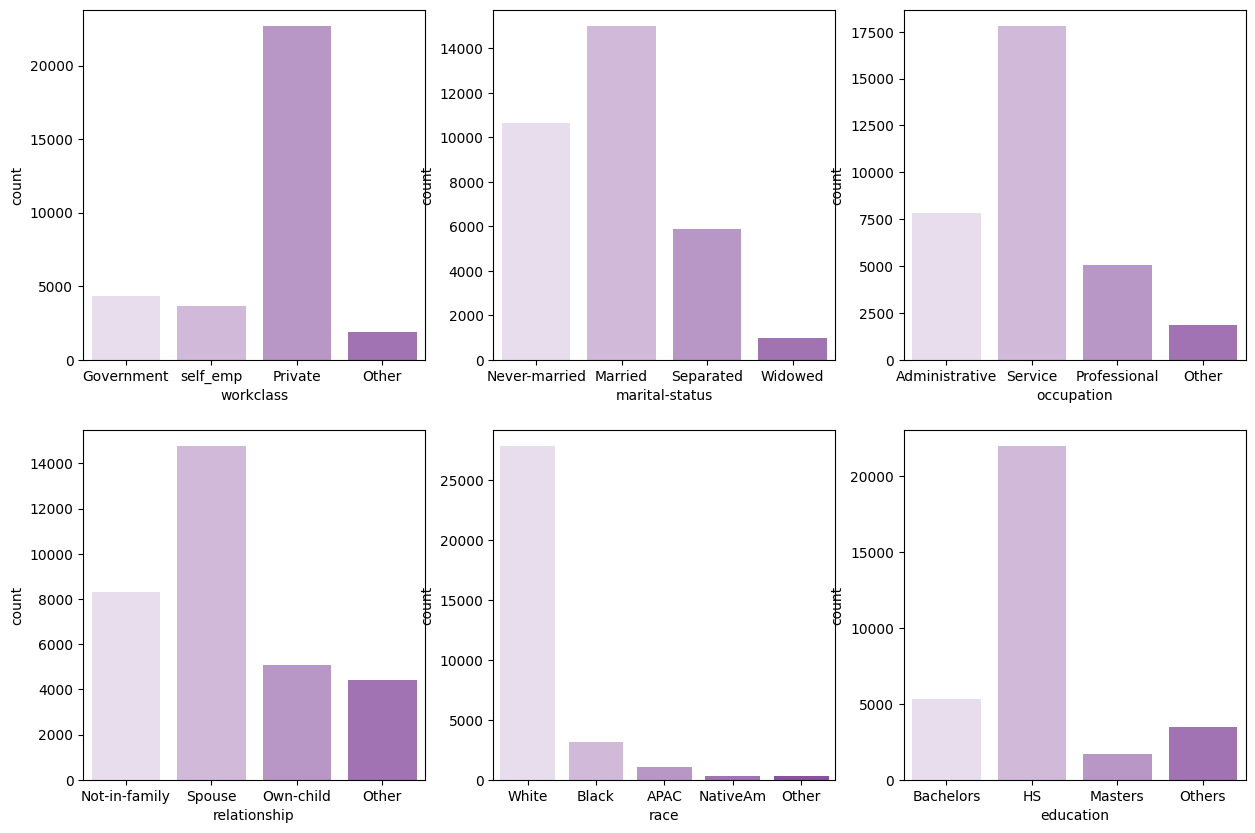 20000
15000
10000
5000
0
count
Government self_emp Private Other
workclass
14000
12000
10000
8000
6000
4000
2000
0
count
Never-married Married Separated Widowed
marital-status
17500
15000
12500
10000
7500
5000
2500
0
count
Administrative Service Professional Other
occupation
14000
12000
10000
8000
6000
4000
2000
0
count
Not-in-family Spouse Own-child Other
relationship
25000
20000
15000
10000
5000
0
count
White Black APAC NativeAm Other
race
20000
15000
10000
5000
0
count
Bachelors HS Masters Others
education